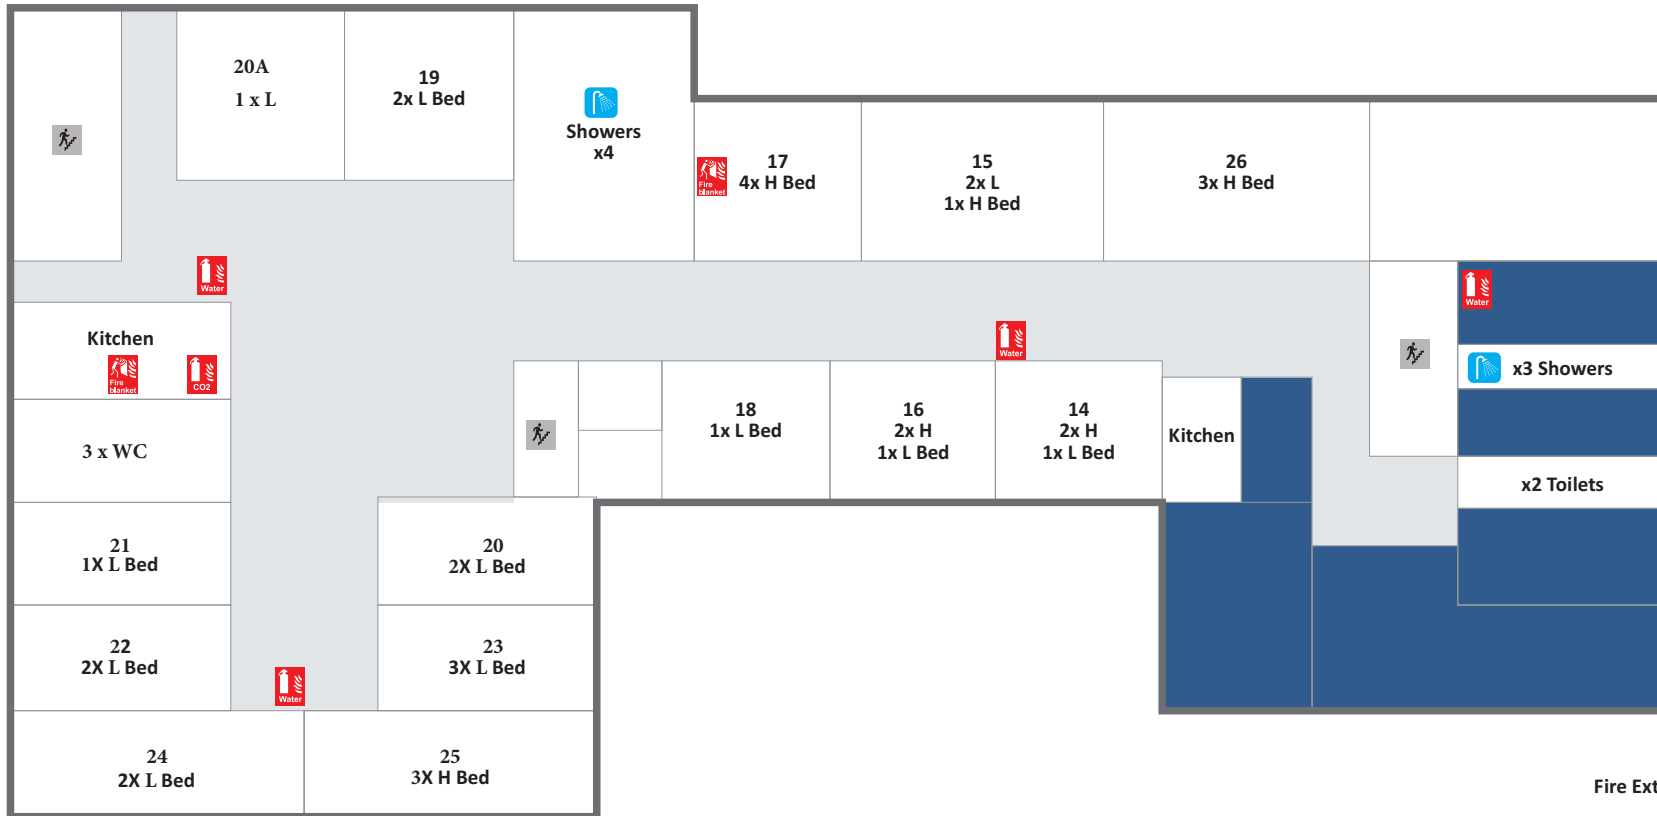 20A
1 x L
19
2x L Bed
Showers
x4
Fire
blanket
17
4x H Bed
15
2x L
1x H Bed
26
3x H Bed
Water
Water
Kitchen
Fire
blanket
CO2
Water
x3 Showers
3 x WC
18
1x L Bed
16
2x H
1x L Bed
14
2x H
1x L Bed
Kitchen
x2 Toilets
21
1X L Bed
20
2X L Bed
22
2X L Bed
23
3X L Bed
Water
24
2X L Bed
25
3X H Bed
Fire Ext